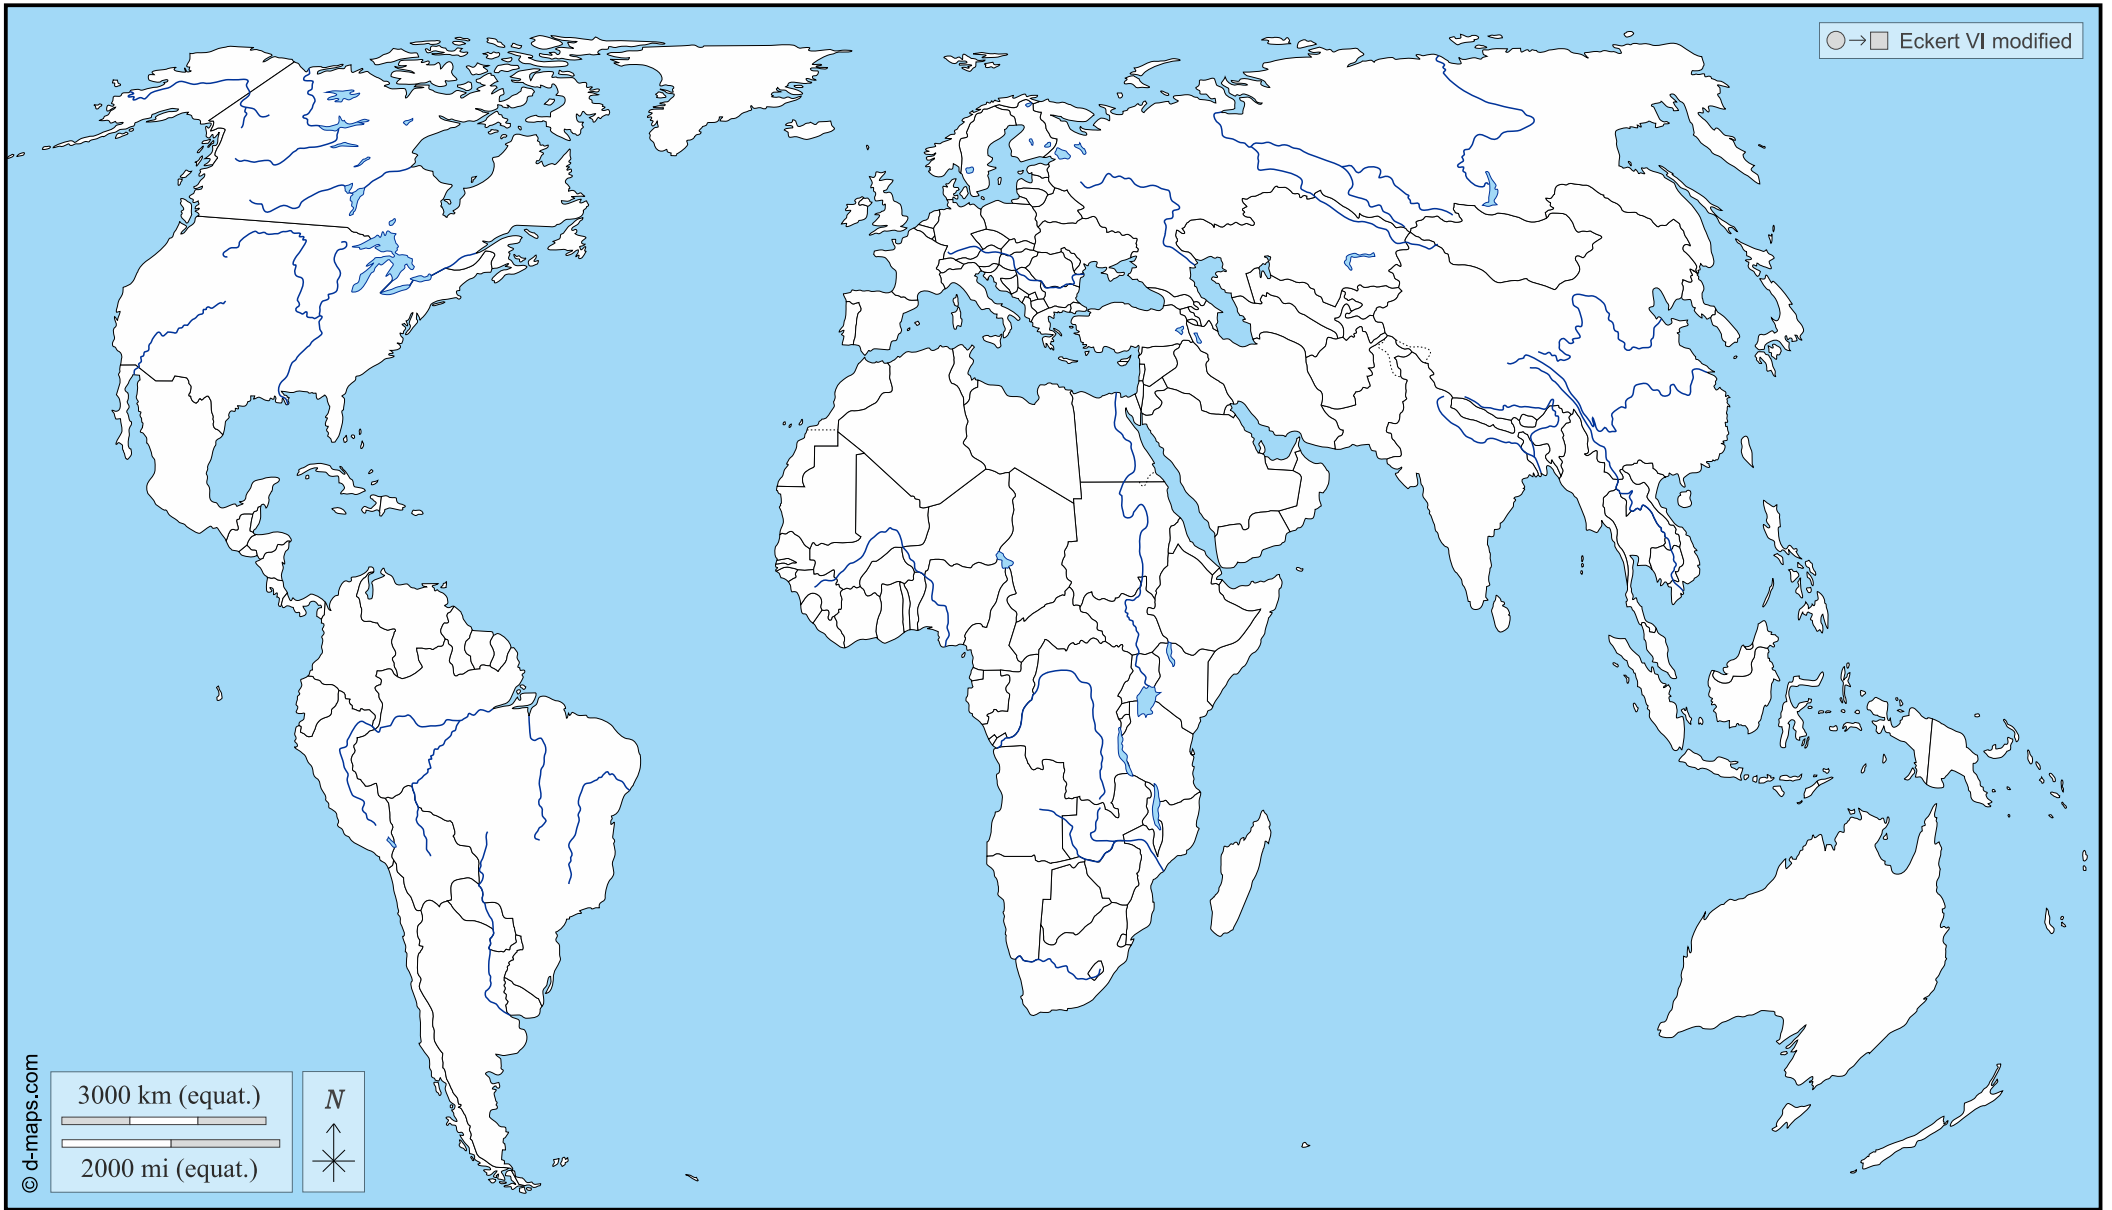 Eckert VI modified
© d-maps.com
3000 km (equat.)
2000 mi (equat.)
N